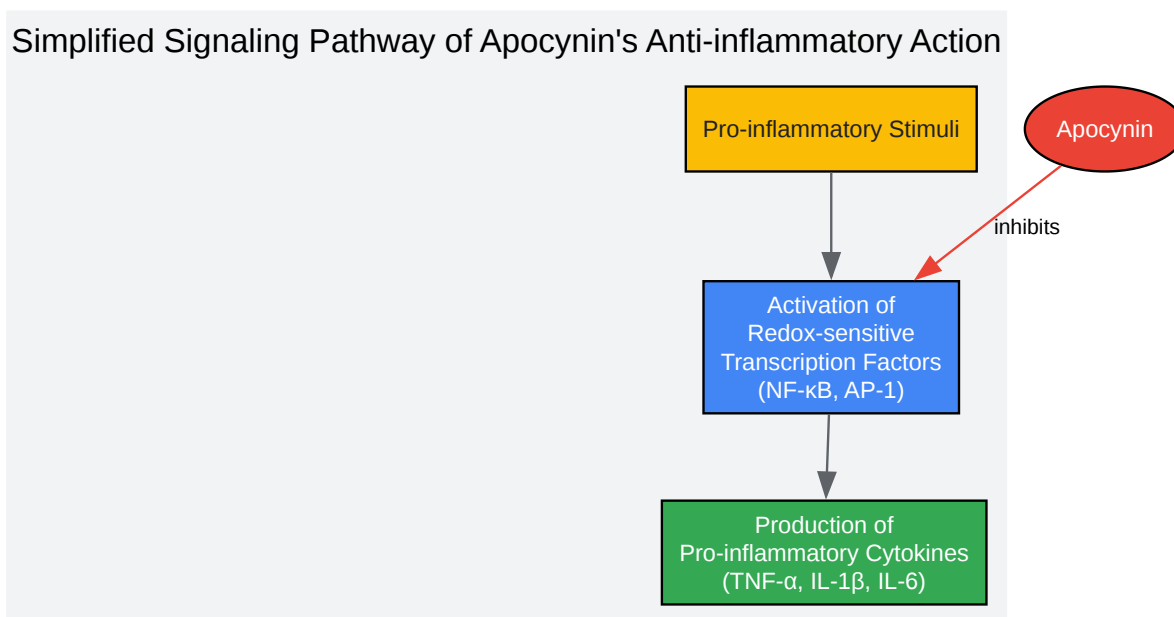 Simplified Signaling Pathway of Apocynin's Anti-inflammatory Action
Pro-inflammatory Stimuli
Apocynin
inhibits
Activation of
Redox-sensitive
Transcription Factors
(NF-κB, AP-1)
Production of
Pro-inflammatory Cytokines
(TNF-α, IL-1β, IL-6)